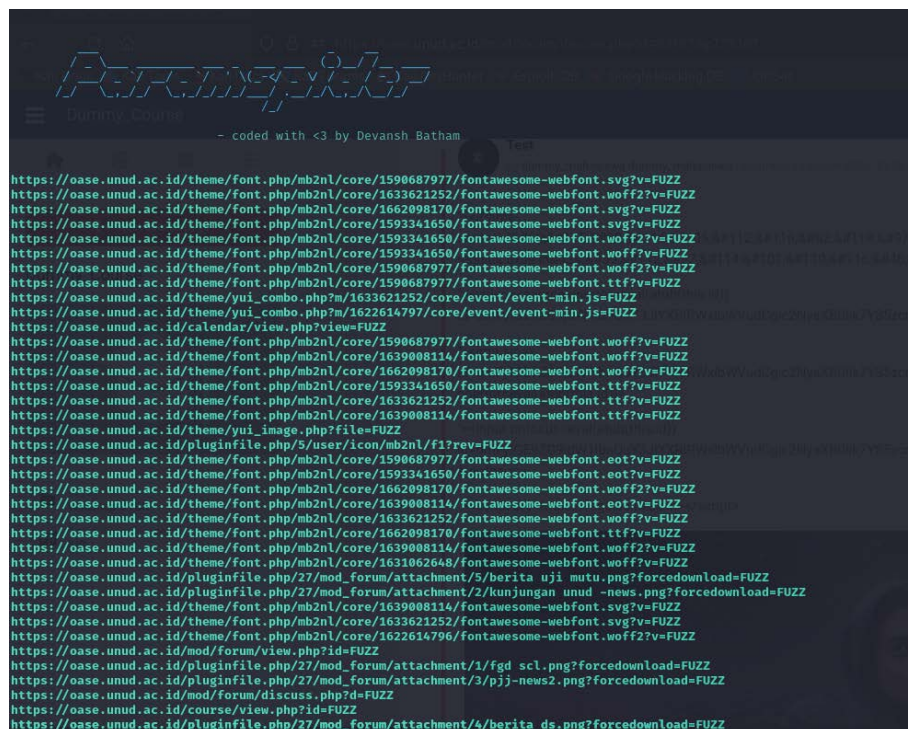 ParamSpider
- coded with <3 by Devansh Batham
Dummy_Course
Test
https://oase.unud.ac.id/theme/font.php/mb2nl/core/1590687977/fontawesome-webfont.svg?v=FUZZ
https://oase.unud.ac.id/theme/font.php/mb2nl/core/1633621252/fontawesome-webfont.woff2?v=FUZZ
https://oase.unud.ac.id/theme/font.php/mb2nl/core/1662098170/fontawesome-webfont.svg?v=FUZZ
https://oase.unud.ac.id/theme/font.php/mb2nl/core/1593341650/fontawesome-webfont.svg?v=FUZZ
https://oase.unud.ac.id/theme/font.php/mb2nl/core/1593341650/fontawesome-webfont.woff2?v=FUZZ
https://oase.unud.ac.id/theme/font.php/mb2nl/core/1593341650/fontawesome-webfont.woff?v=FUZZ
https://oase.unud.ac.id/theme/font.php/mb2nl/core/1590687977/fontawesome-webfont.woff2?v=FUZZ
https://oase.unud.ac.id/theme/font.php/mb2nl/core/1590687977/fontawesome-webfont.ttf?v=FUZZ
https://oase.unud.ac.id/theme/yui_combo.php?m/1633621252/core/event/event-min.js=FUZZ
https://oase.unud.ac.id/theme/yui_combo.php?m/1622614797/core/event/event-min.js=FUZZ
https://oase.unud.ac.id/calendar/view.php?view=FUZZ
https://oase.unud.ac.id/theme/font.php/mb2nl/core/1590687977/fontawesome-webfont.woff?v=FUZZ
https://oase.unud.ac.id/theme/font.php/mb2nl/core/1639008114/fontawesome-webfont.woff?v=FUZZ
https://oase.unud.ac.id/theme/font.php/mb2nl/core/1662098170/fontawesome-webfont.woff?v=FUZZ
https://oase.unud.ac.id/theme/font.php/mb2nl/core/1593341650/fontawesome-webfont.ttf?v=FUZZ
https://oase.unud.ac.id/theme/font.php/mb2nl/core/1633621252/fontawesome-webfont.ttf?v=FUZZ
https://oase.unud.ac.id/theme/font.php/mb2nl/core/1639008114/fontawesome-webfont.ttf?v=FUZZ
https://oase.unud.ac.id/theme/yui_image.php?file=FUZZ
https://oase.unud.ac.id/pluginfile.php/5/user/icon/mb2nl/f1?rev=FUZZ
https://oase.unud.ac.id/theme/font.php/mb2nl/core/1590687977/fontawesome-webfont.eot?v=FUZZ
https://oase.unud.ac.id/theme/font.php/mb2nl/core/1593341650/fontawesome-webfont.eot?v=FUZZ
https://oase.unud.ac.id/theme/font.php/mb2nl/core/1662098170/fontawesome-webfont.woff2?v=FUZZ
https://oase.unud.ac.id/theme/font.php/mb2nl/core/1639008114/fontawesome-webfont.eot?v=FUZZ
https://oase.unud.ac.id/theme/font.php/mb2nl/core/1633621252/fontawesome-webfont.woff?v=FUZZ
https://oase.unud.ac.id/theme/font.php/mb2nl/core/1662098170/fontawesome-webfont.ttf?v=FUZZ
https://oase.unud.ac.id/theme/font.php/mb2nl/core/1639008114/fontawesome-webfont.woff2?v=FUZZ
https://oase.unud.ac.id/theme/font.php/mb2nl/core/1631062648/fontawesome-webfont.woff?v=FUZZ
https://oase.unud.ac.id/pluginfile.php/27/mod_forum/attachment/5/berita uji mutu.png?forcedownload=FUZZ
https://oase.unud.ac.id/pluginfile.php/27/mod_forum/attachment/2/kunjungan unud -news.png?forcedownload=FUZZ
https://oase.unud.ac.id/theme/font.php/mb2nl/core/1639008114/fontawesome-webfont.svg?v=FUZZ
https://oase.unud.ac.id/theme/font.php/mb2nl/core/1633621252/fontawesome-webfont.svg?v=FUZZ
https://oase.unud.ac.id/theme/font.php/mb2nl/core/1622614796/fontawesome-webfont.woff2?v=FUZZ
https://oase.unud.ac.id/mod/forum/view.php?id=FUZZ
https://oase.unud.ac.id/pluginfile.php/27/mod_forum/attachment/1/fgd scl.png?forcedownload=FUZZ
https://oase.unud.ac.id/pluginfile.php/27/mod_forum/attachment/3/pjj-news2.png?forcedownload=FUZZ
https://oase.unud.ac.id/mod/forum/discuss.php?d=FUZZ
https://oase.unud.ac.id/course/view.php?id=FUZZ
https://oase.unud.ac.id/pluginfile.php/27/mod_forum/attachment/4/berita ds.png?forcedownload=FUZZ